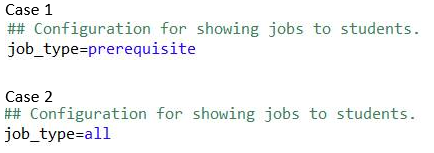 Case 1
## Configuration for showing jobs to students.
job_type=prerequisite
Case 2
## Configuration for showing jobs to students.
job_type=all